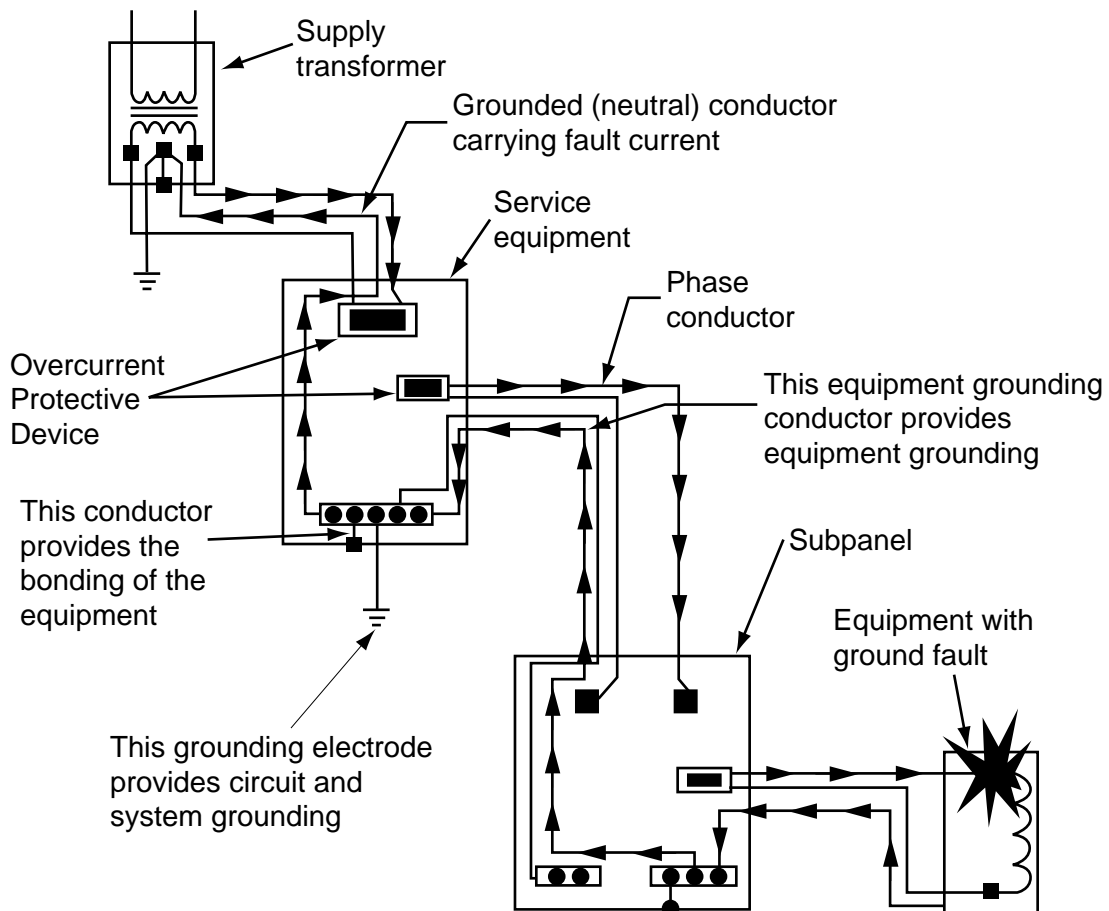 Supply
transformer
Grounded (neutral) conductor
carrying fault current
Service
equipment
Phase
conductor
Overcurrent
Protective
Device
This equipment grounding
conductor provides
equipment grounding
This conductor
provides the
bonding of the
equipment
Subpanel
Equipment with
ground fault
This grounding electrode
provides circuit and
system grounding